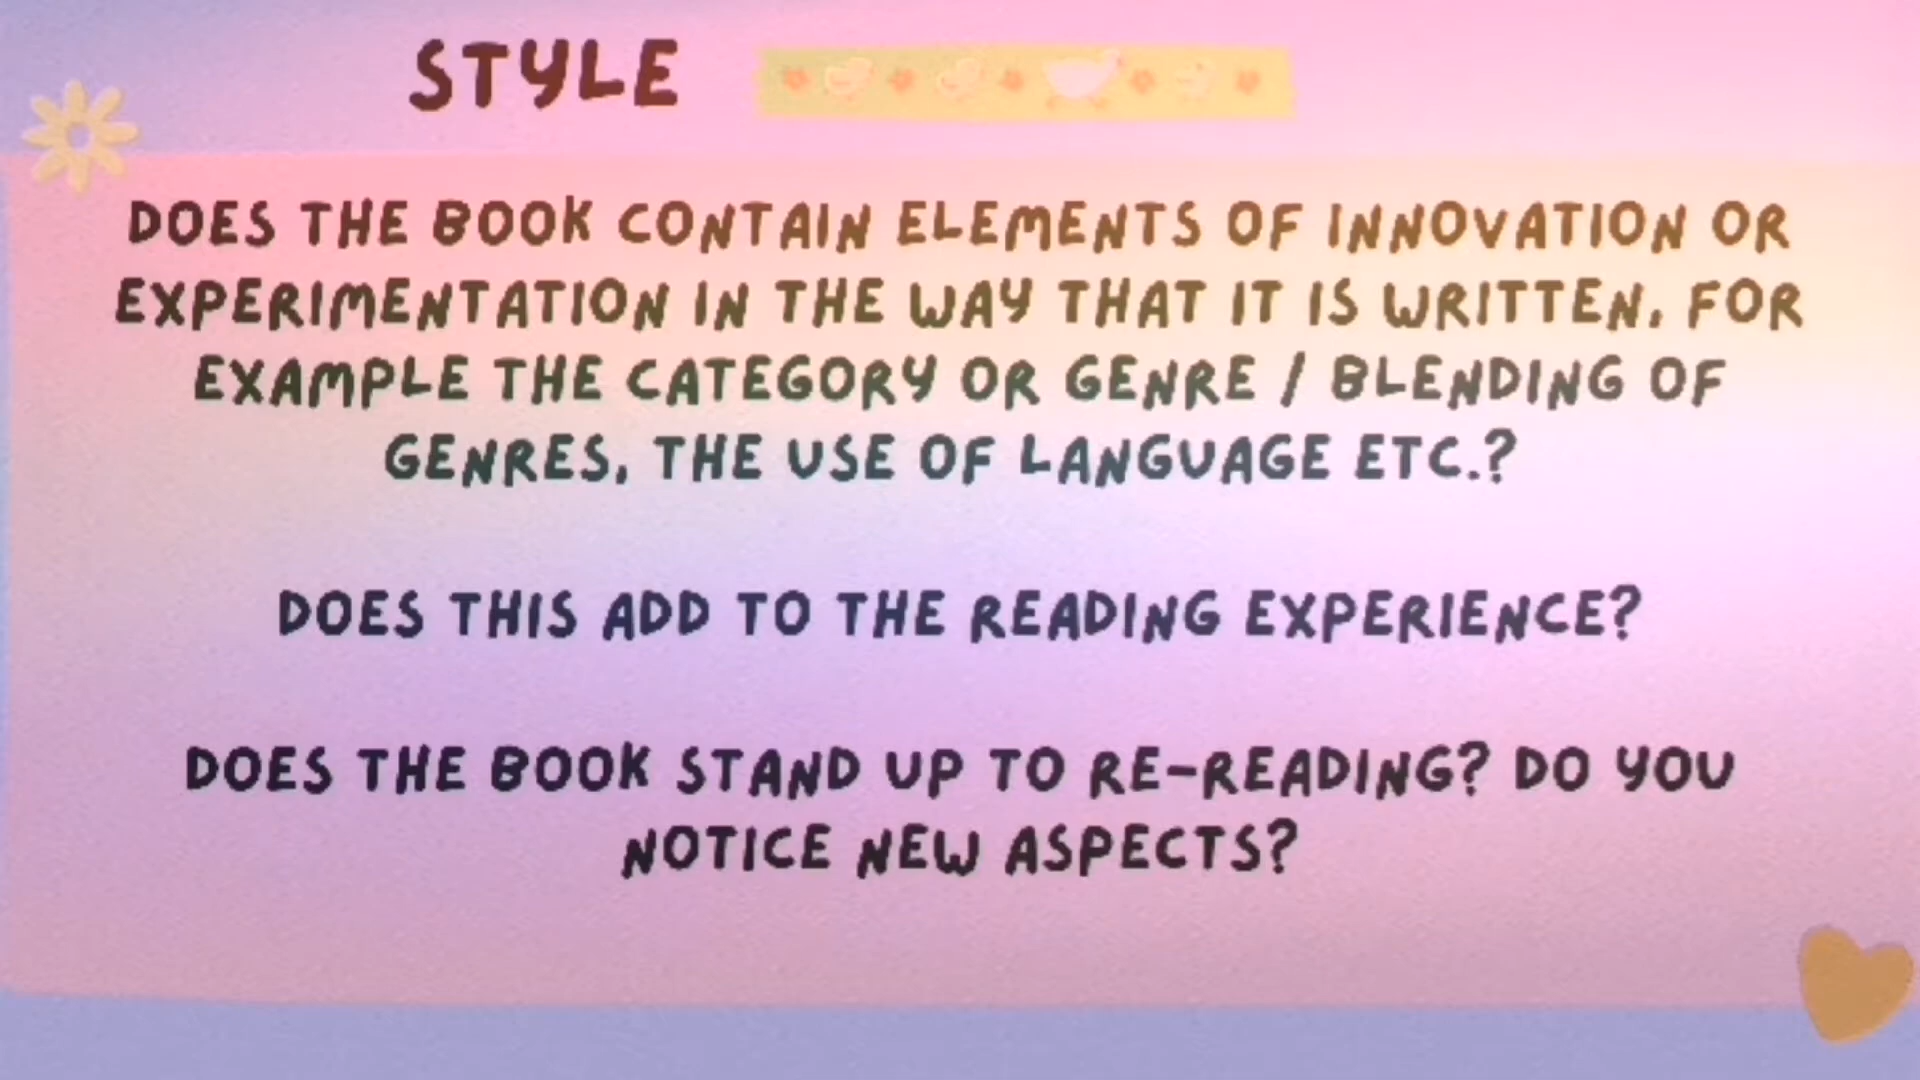 STYLE
DOES THE BOOK CONTAIN ELEMENTS OF INNOVATION OR
EXPERIMENTATION IN THE WAY THAT IT IS WRITTEN, FOR
EXAMPLE THE CATEGORY OR GENRE / BLENDING OF
GENRES, THE USE OF LANGUAGE ETC.?
DOES THIS ADD TO THE READING EXPERIENCE?
DOES THE BOOK STAND UP TO RE-READING? DO YOU
NOTICE NEW ASPECTS?